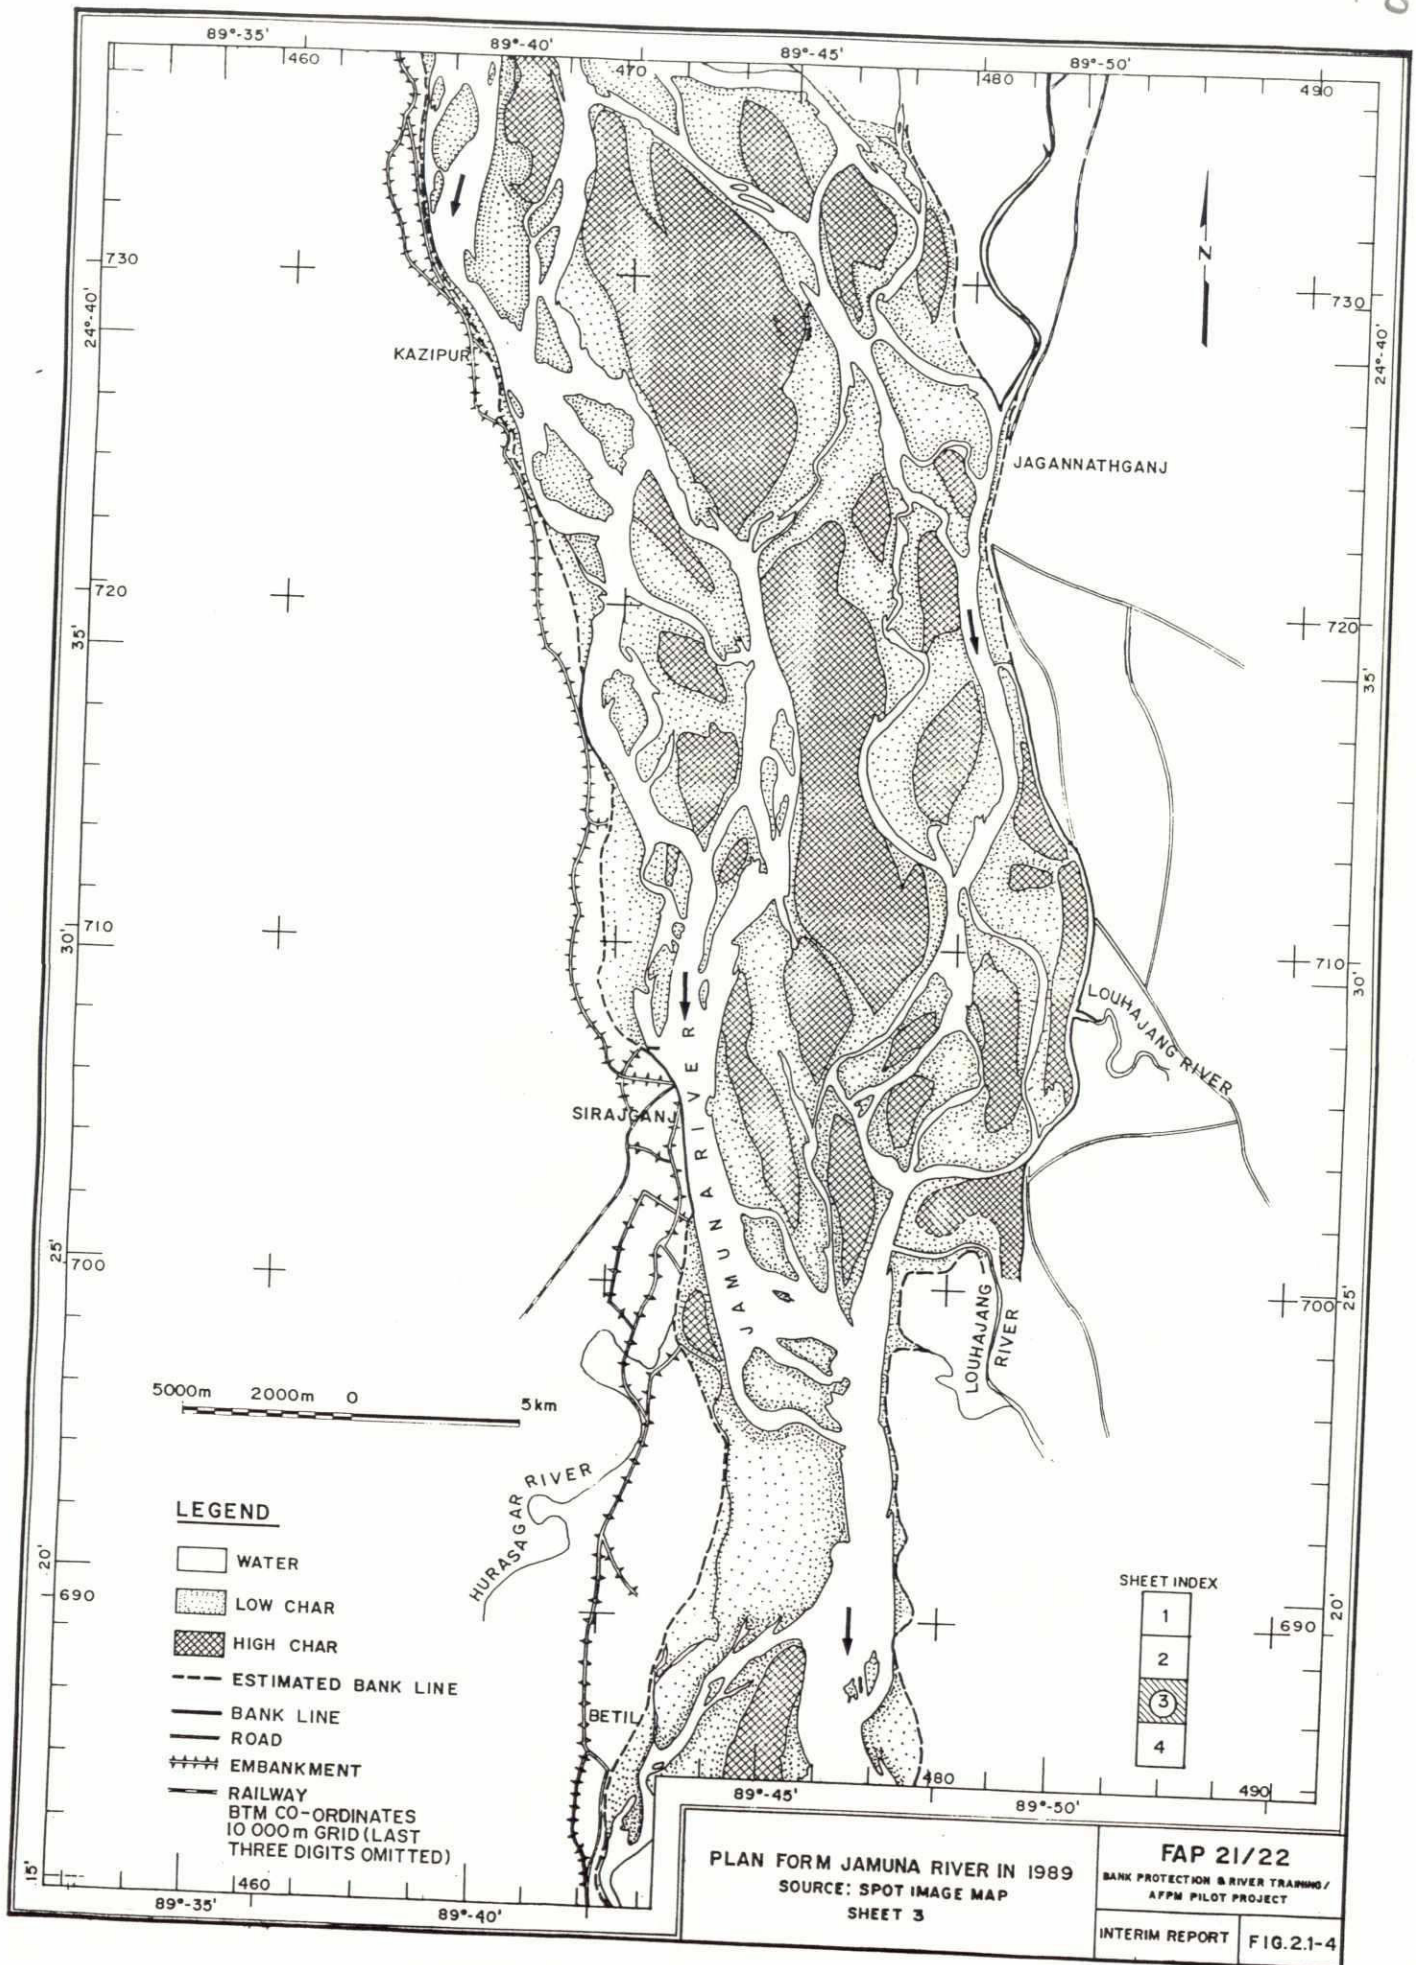 89°-35'
89°-40'
89°-45'
89°-50'
460
470
480
490
730
24°-40'
KAZIPUR
N
730
24°-40'
JAGANNATHGANJ
720
35'
720
35'
710
30'
710
30'
LOUHAJANG RIVER
SIRAJGANJ
JAMUNA RIVER
25'
700
700
25'
LOUHAJANG
RIVER
5000m 2000m 0 5km
HURASAGAR RIVER
LEGEND
WATER
LOW CHAR
HIGH CHAR
ESTIMATED BANK LINE
BANK LINE
ROAD
EMBANKMENT
RAILWAY
BTM CO-ORDINATES
10 000 m GRID (LAST
THREE DIGITS OMITTED)
20'
690
BETIL
SHEET INDEX
1
2
3
4
690
20'
15'
89°-35'
460
89°-40'
89°-45'
480
89°-50'
490
PLAN FORM JAMUNA RIVER IN 1989
SOURCE: SPOT IMAGE MAP
SHEET 3
FAP 21/22
BANK PROTECTION & RIVER TRAINING/
AFPM PILOT PROJECT
INTERIM REPORT
FIG.2.1-4